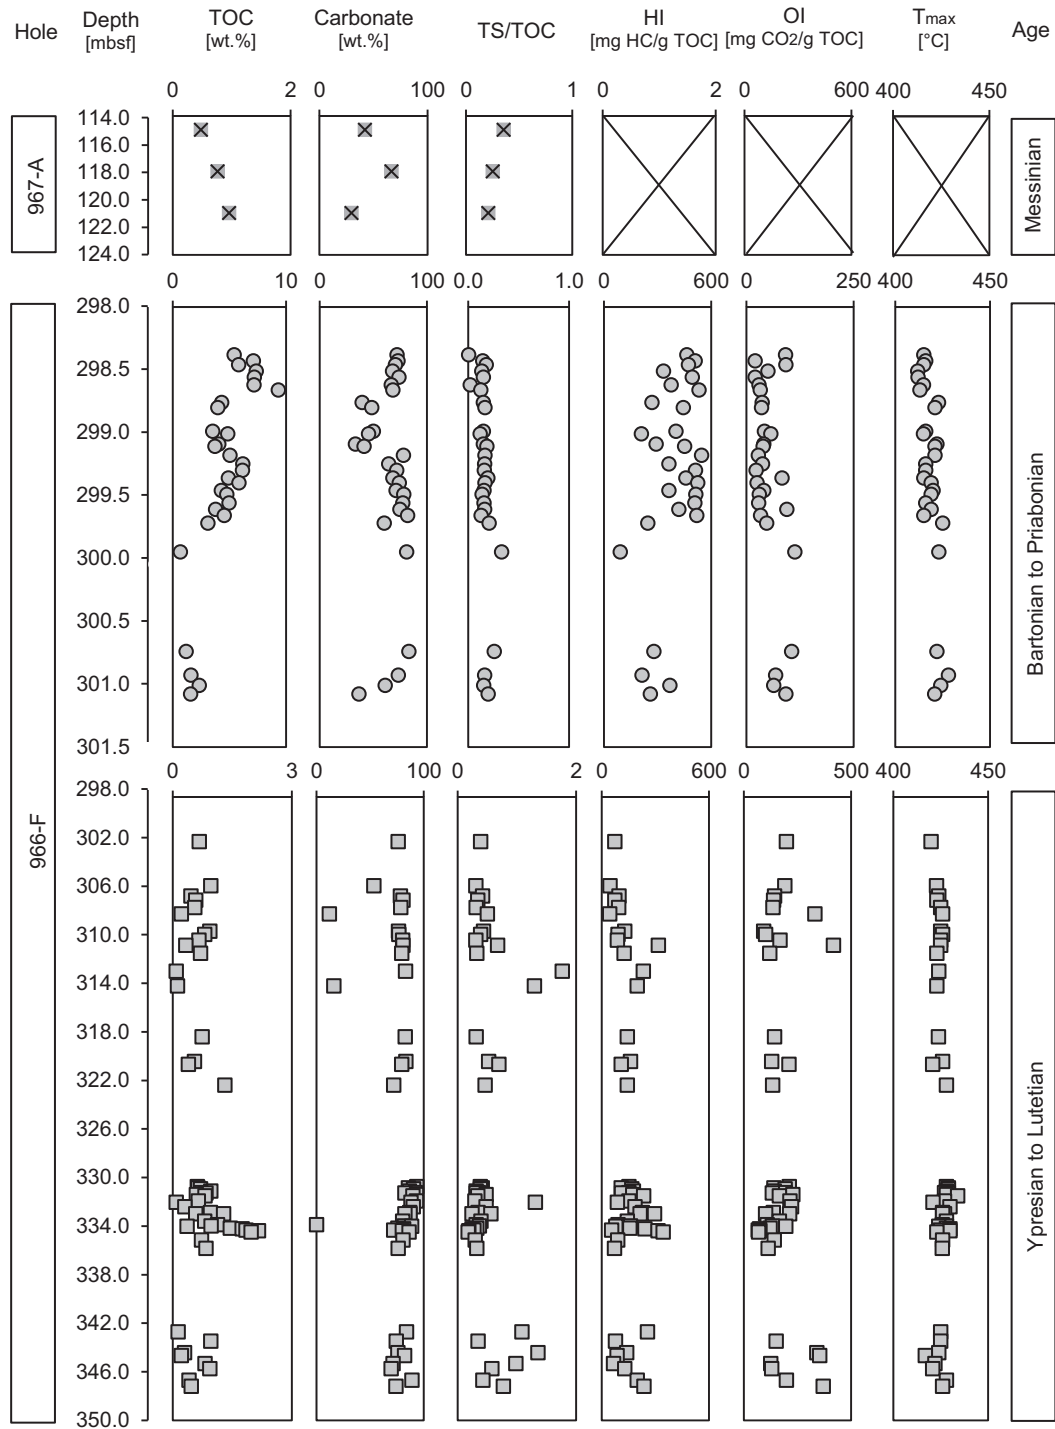 Hole Depth TOC Carbonate TS/TOC HI OI Tmax Age
[mbsf] [wt.%] [wt.%] [mg HC/g TOC] [mg CO2/g TOC] [°C]
0 2 0 100 0 1 0 2 0 600 400 450
967-A
114.0
116.0
118.0
120.0
122.0
124.0
Messinian
0 10 0 100 0.0 1.0 0 600 0 250 400 450
966-F
298.0
298.5
299.0
299.5
300.0
300.5
301.0
301.5
Bartonian to Priabonian
0 3 0 100 0 2 0 600 0 500 400 450
298.0
302.0
306.0
310.0
314.0
318.0
322.0
326.0
330.0
334.0
338.0
342.0
346.0
350.0
Ypresian to Lutetian